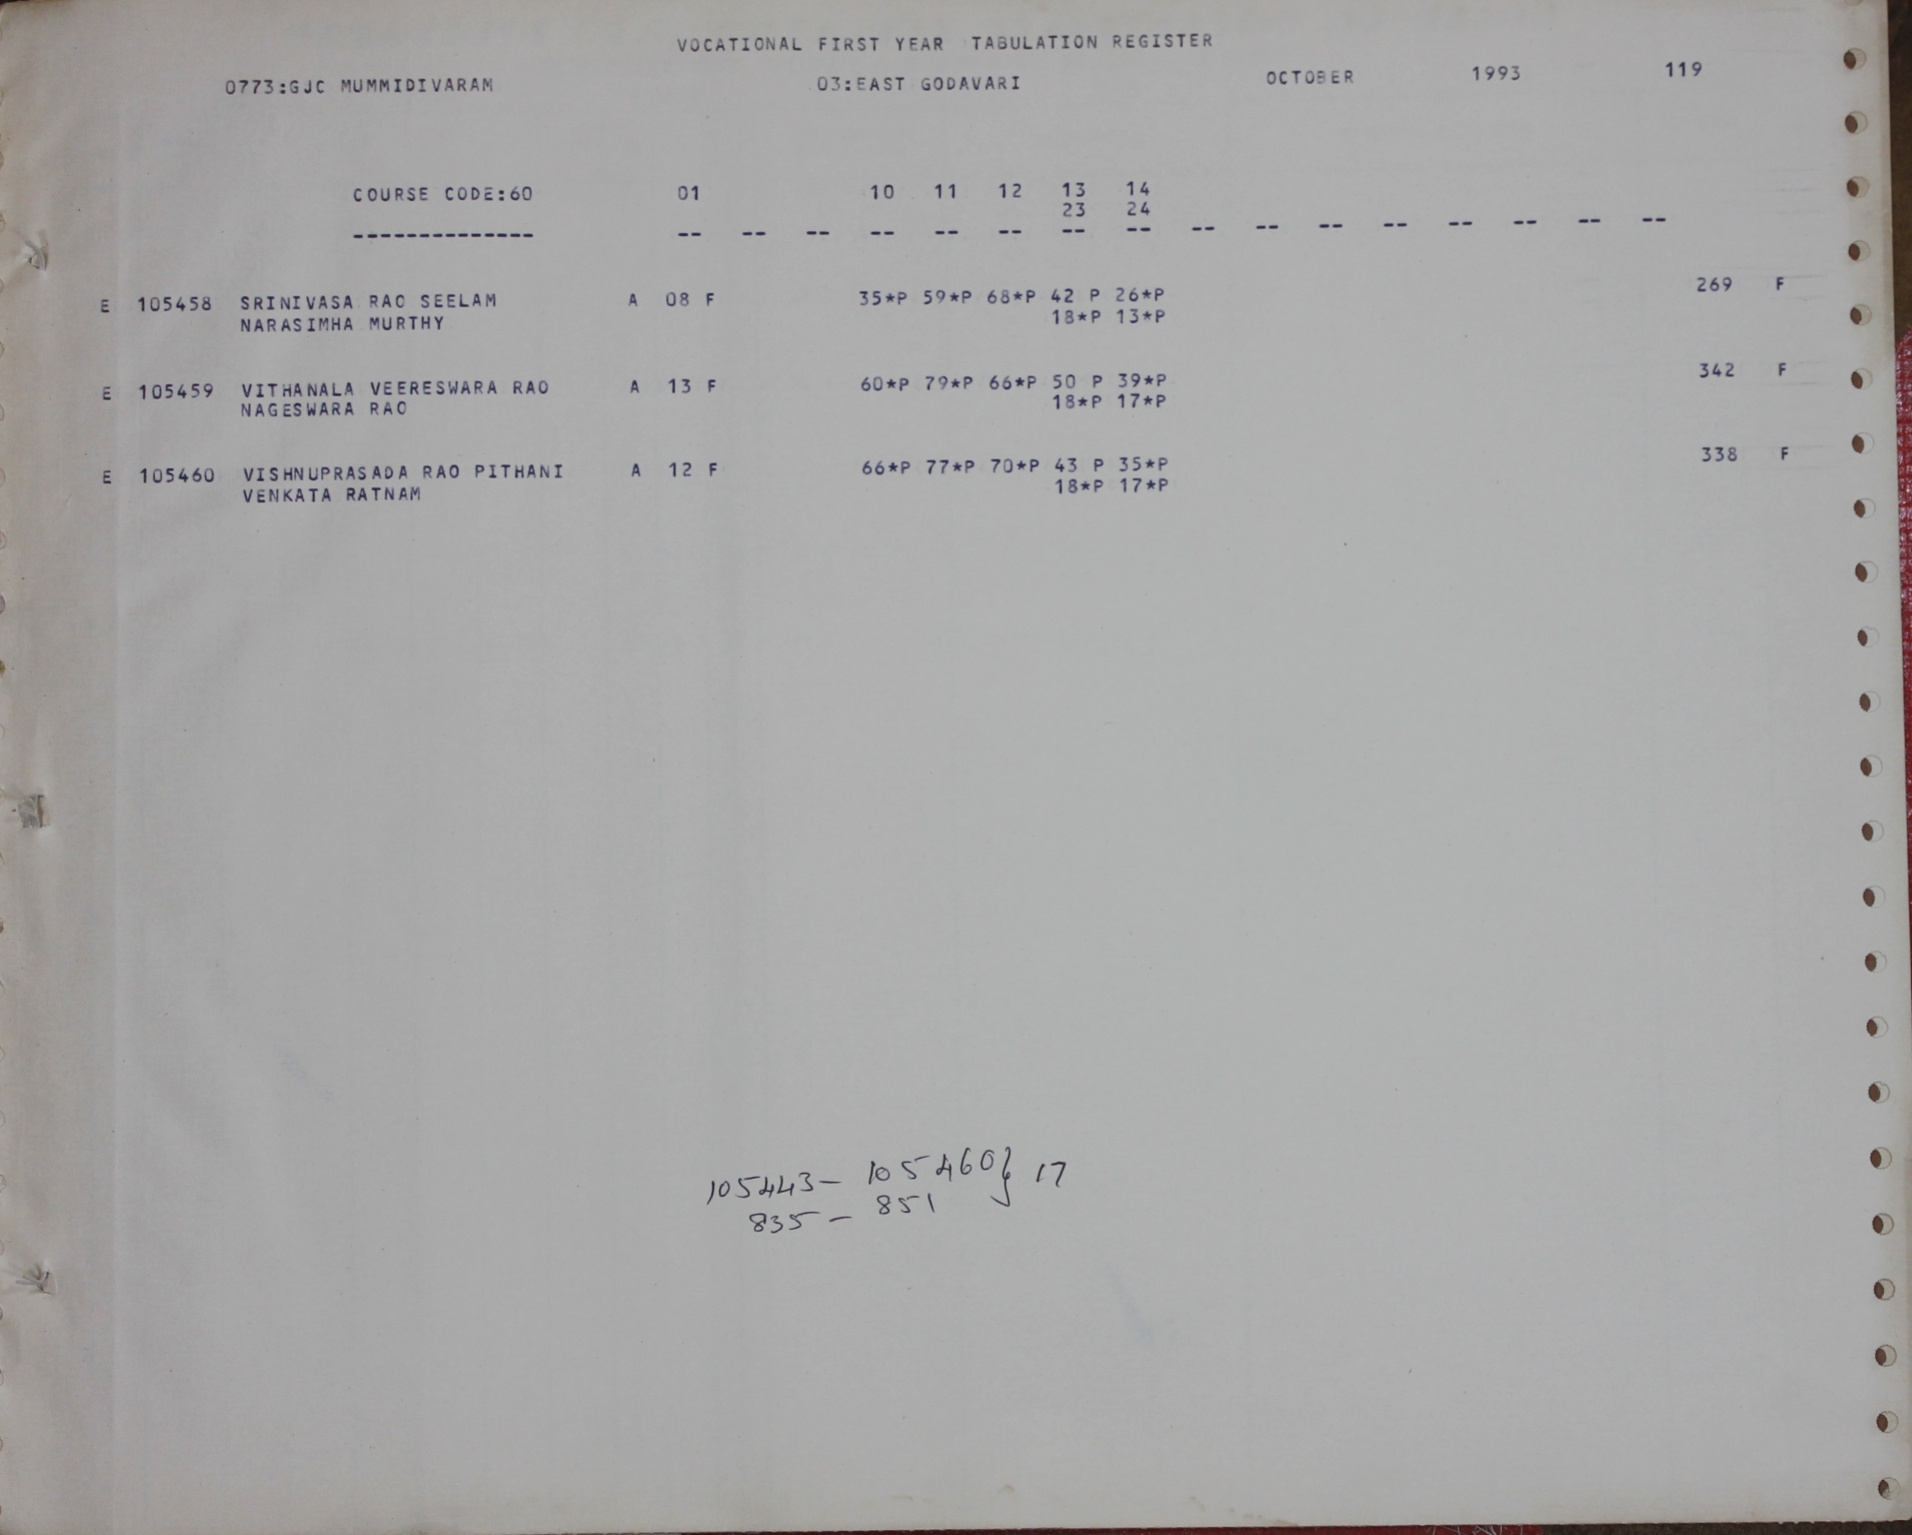 VOCATIONAL FIRST YEAR TABULATION REGISTER
0773:GJC MUMMIDIVARAM 03:EAST GODAVARI OCTOBER 1993 119
COURSE CODE:60 01 10 11 12 13 14
23 24
-------------- -- -- -- -- -- -- -- -- -- -- -- -- -- -- -- --
E 105458 SRINIVASA RAO SEELAM A 08 F 35*P 59*P 68*P 42 P 26*P 269 F
NARASIMHA MURTHY 18*P 13*P
E 105459 VITHANALA VEERESWARA RAO A 13 F 60*P 79*P 66*P 50 P 39*P 342 F
NAGESWARA RAO 18*P 17*P
E 105460 VISHNUPRASADA RAO PITHANI A 12 F 66*P 77*P 70*P 43 P 35*P 338 F
VENKATA RATNAM 18*P 17*P
105443 - 105460} 17
835 - 851